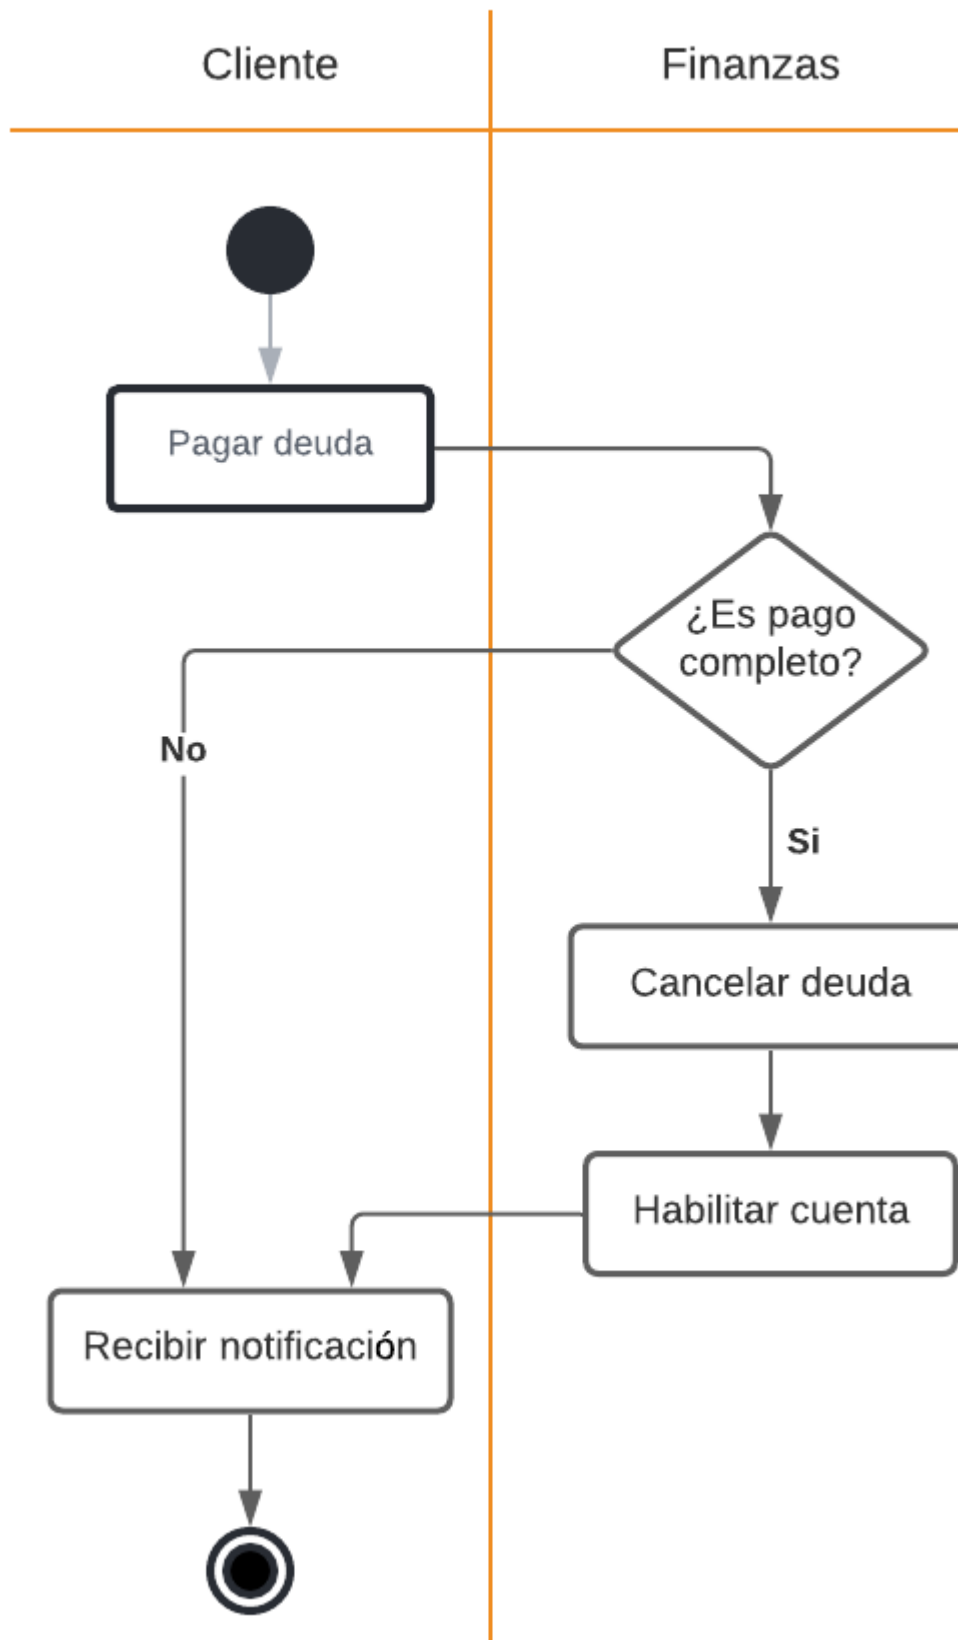 Cliente
Finanzas
Pagar deuda
¿Es pago
completo?
No
Si
Cancelar deuda
Habilitar cuenta
Recibir notificación